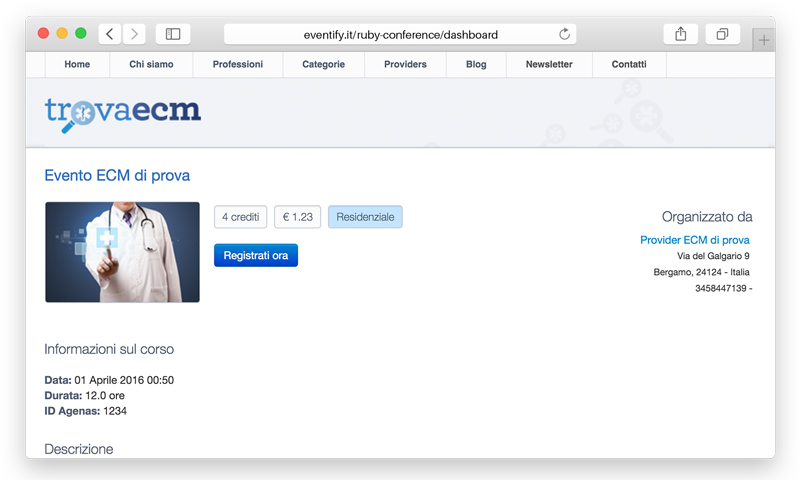 eventify.it/ruby-conference/dashboard
Home Chi siamo Professioni Categorie Providers Blog Newsletter Contatti
trovaecm
Evento ECM di prova
4 crediti € 1.23 Residenziale
Registrati ora
Organizzato da
Provider ECM di prova
Via del Galgario 9
Bergamo, 24124 - Italia
3458447139 -
Informazioni sul corso
Data: 01 Aprile 2016 00:50
Durata: 12.0 ore
ID Agenas: 1234
Descrizione